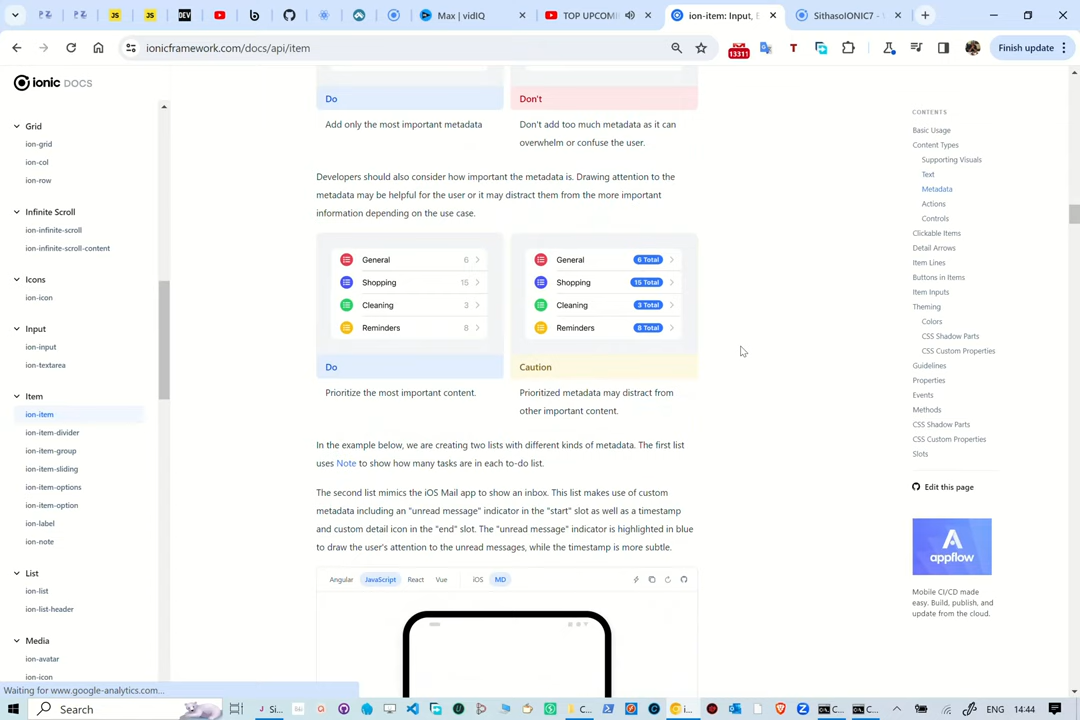 JS
JS
DEV
Max | vidIQ
TOP UPCOMI
ion-item: Input, E
SithasoIONIC7 -
ionicframework.com/docs/api/item
13311
T
Finish update
ionic DOCS
Grid
ion-grid
ion-col
ion-row
Infinite Scroll
ion-infinite-scroll
ion-infinite-scroll-content
Icons
ion-icon
Input
ion-input
ion-textarea
Item
ion-item
ion-item-divider
ion-item-group
ion-item-sliding
ion-item-options
ion-item-option
ion-label
ion-note
List
ion-list
ion-list-header
Media
ion-avatar
ion-icon
Waiting for www.google-analytics.com...
Do
Add only the most important metadata
Don't
Don't add too much metadata as it can
overwhelm or confuse the user.
Developers should also consider how important the metadata is. Drawing attention to the
metadata may be helpful for the user or it may distract them from the more important
information depending on the use case.
General 6
Shopping 15
Cleaning 3
Reminders 8
Do
Prioritize the most important content.
General 6 Total
Shopping 15 Total
Cleaning 3 Total
Reminders 8 Total
Caution
Prioritized metadata may distract from
other important content.
In the example below, we are creating two lists with different kinds of metadata. The first list
uses Note to show how many tasks are in each to-do list.
The second list mimics the iOS Mail app to show an inbox. This list makes use of custom
metadata including an "unread message" indicator in the "start" slot as well as a timestamp
and custom detail icon in the "end" slot. The "unread message" indicator is highlighted in blue
to draw the user's attention to the unread messages, while the timestamp is more subtle.
Angular JavaScript React Vue iOS MD
CONTENTS
Basic Usage
Content Types
Supporting Visuals
Text
Metadata
Actions
Controls
Clickable Items
Detail Arrows
Item Lines
Buttons in Items
Item Inputs
Theming
Colors
CSS Shadow Parts
CSS Custom Properties
Guidelines
Properties
Events
Methods
CSS Shadow Parts
CSS Custom Properties
Slots
Edit this page
appflow
Mobile CI/CD made
easy. Build, publish, and
update from the cloud.
Search
Si...
C...
i...
C...
C...
ENG
14:44